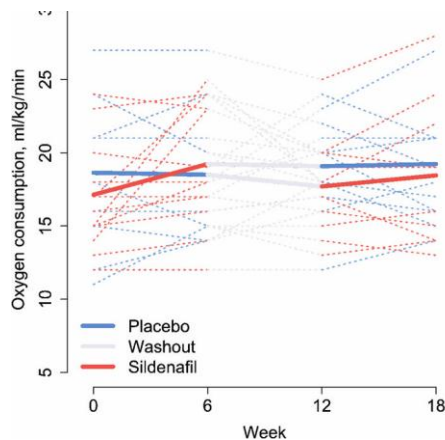 25
20
15
10
5
Oxygen consumption, ml/kg/min
Placebo
Washout
Sildenafil
0 6 12 18
Week